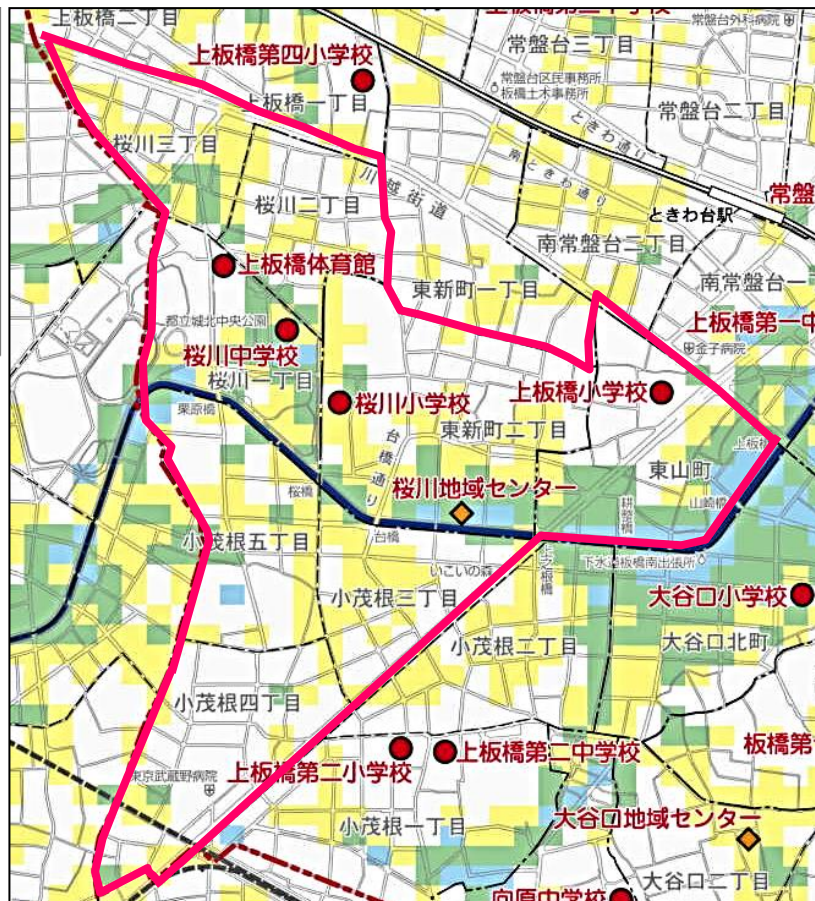 上板橋二丁目
上板橋第四小学校
常盤台三丁目
常盤台外科病院
常盤台区民事務所
板橋土木事務所
上板橋一丁目
常盤台二丁目
ときわ通り
桜川三丁目
南ときわ通り
川越街道
常盤
桜川二丁目
ときわ台駅
南常盤台二丁目
上板橋体育館
南常盤台一
東新町一丁目
都立城北中央公園
上板橋第一中
金子病院
桜川中学校
桜川一丁目
上板橋小学校
桜川小学校
栗原橋
東新町二丁目
上板橋
台橋通り
東山町
桜川地域センター
桜橋
山崎橋
耕整橋
台橋
小茂根五丁目
上之根橋
下水道板橋南出張所
いこいの森
小茂根三丁目
大谷口小学校
小茂根二丁目
大谷口北町
小茂根四丁目
板橋第
上板橋第二中学校
上板橋第二小学校
東京武蔵野病院
大谷口地域センター
小茂根一丁目
大谷口二丁目
向原中学校